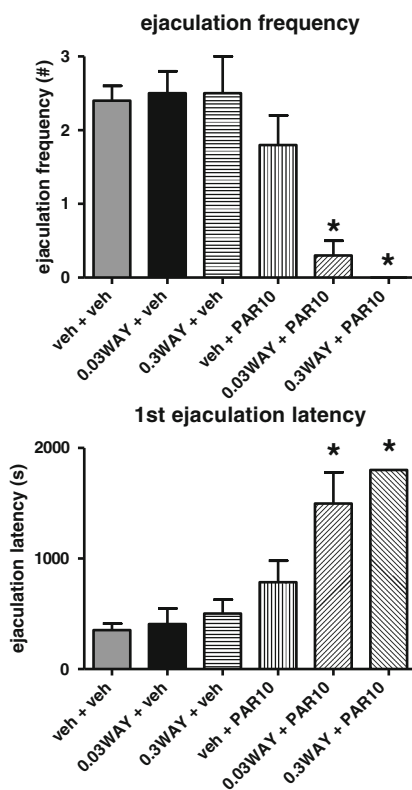 ejaculation frequency
ejaculation frequency (#)
3
2
1
0
*
*
veh + veh
0.03WAY + veh
0.3WAY + veh
veh + PAR10
0.03WAY + PAR10
0.3WAY + PAR10
1st ejaculation latency
ejaculation latency (s)
2000
1000
0
*
*
veh + veh
0.03WAY + veh
0.3WAY + veh
veh + PAR10
0.03WAY + PAR10
0.3WAY + PAR10